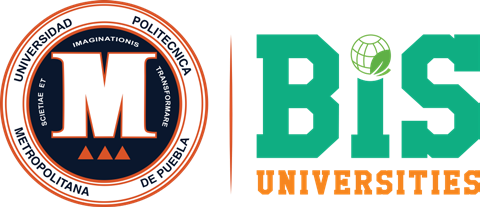 UNIVERSIDAD POLITECNICA
METROPOLITANA DE PUEBLA
SCIETIAE ET IMAGINATIONIS TRANSFORMARE
M
BiS
UNIVERSITIES